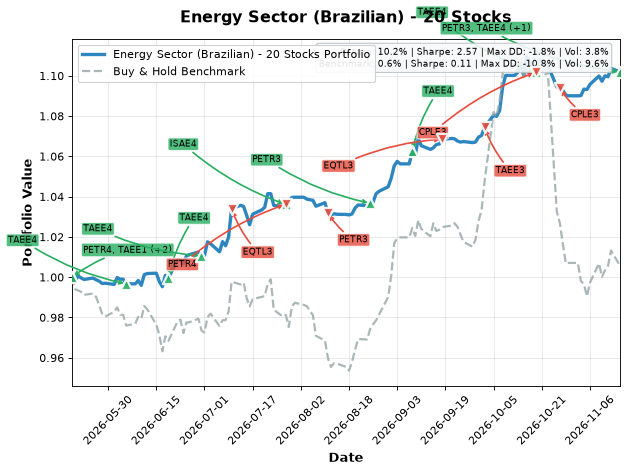 Energy Sector (Brazilian) - 20 Stocks
TAEE4
PETR3, TAEE4 (+1)
Energy Sector (Brazilian) - 20 Stocks Portfolio
Buy & Hold Benchmark
10.2% | Sharpe: 2.57 | Max DD: -1.8% | Vol: 3.8%
0.6% | Sharpe: 0.11 | Max DD: -10.8% | Vol: 9.6%
TAEE4
CPLE3
CPLE3
ISAE4
PETR3
EQTL3
TAEE3
TAEE4
TAEE4
TAEE4
PETR3
PETR4, TAEE1 (+2)
EQTL3
PETR4
Portfolio Value
1.10
1.08
1.06
1.04
1.02
1.00
0.98
0.96
2026-05-30
2026-06-15
2026-07-01
2026-07-17
2026-08-02
2026-08-18
2026-09-03
2026-09-19
2026-10-05
2026-10-21
2026-11-06
Date